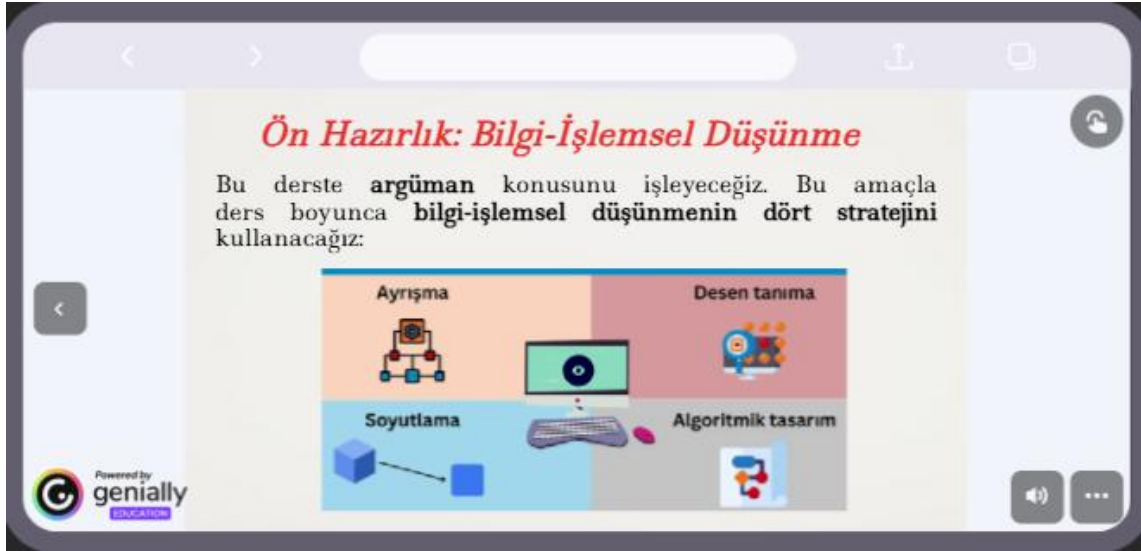 Ön Hazırlık: Bilgi-İşlemsel Düşünme
Bu derste argüman konusunu işleyeceğiz. Bu amaçla
ders boyunca bilgi-işlemsel düşünmenin dört stratejini
kullanacağız:
Ayrışma
Desen tanıma
Soyutlama
Algoritmik tasarım
Powered by
genially
EDUCATION